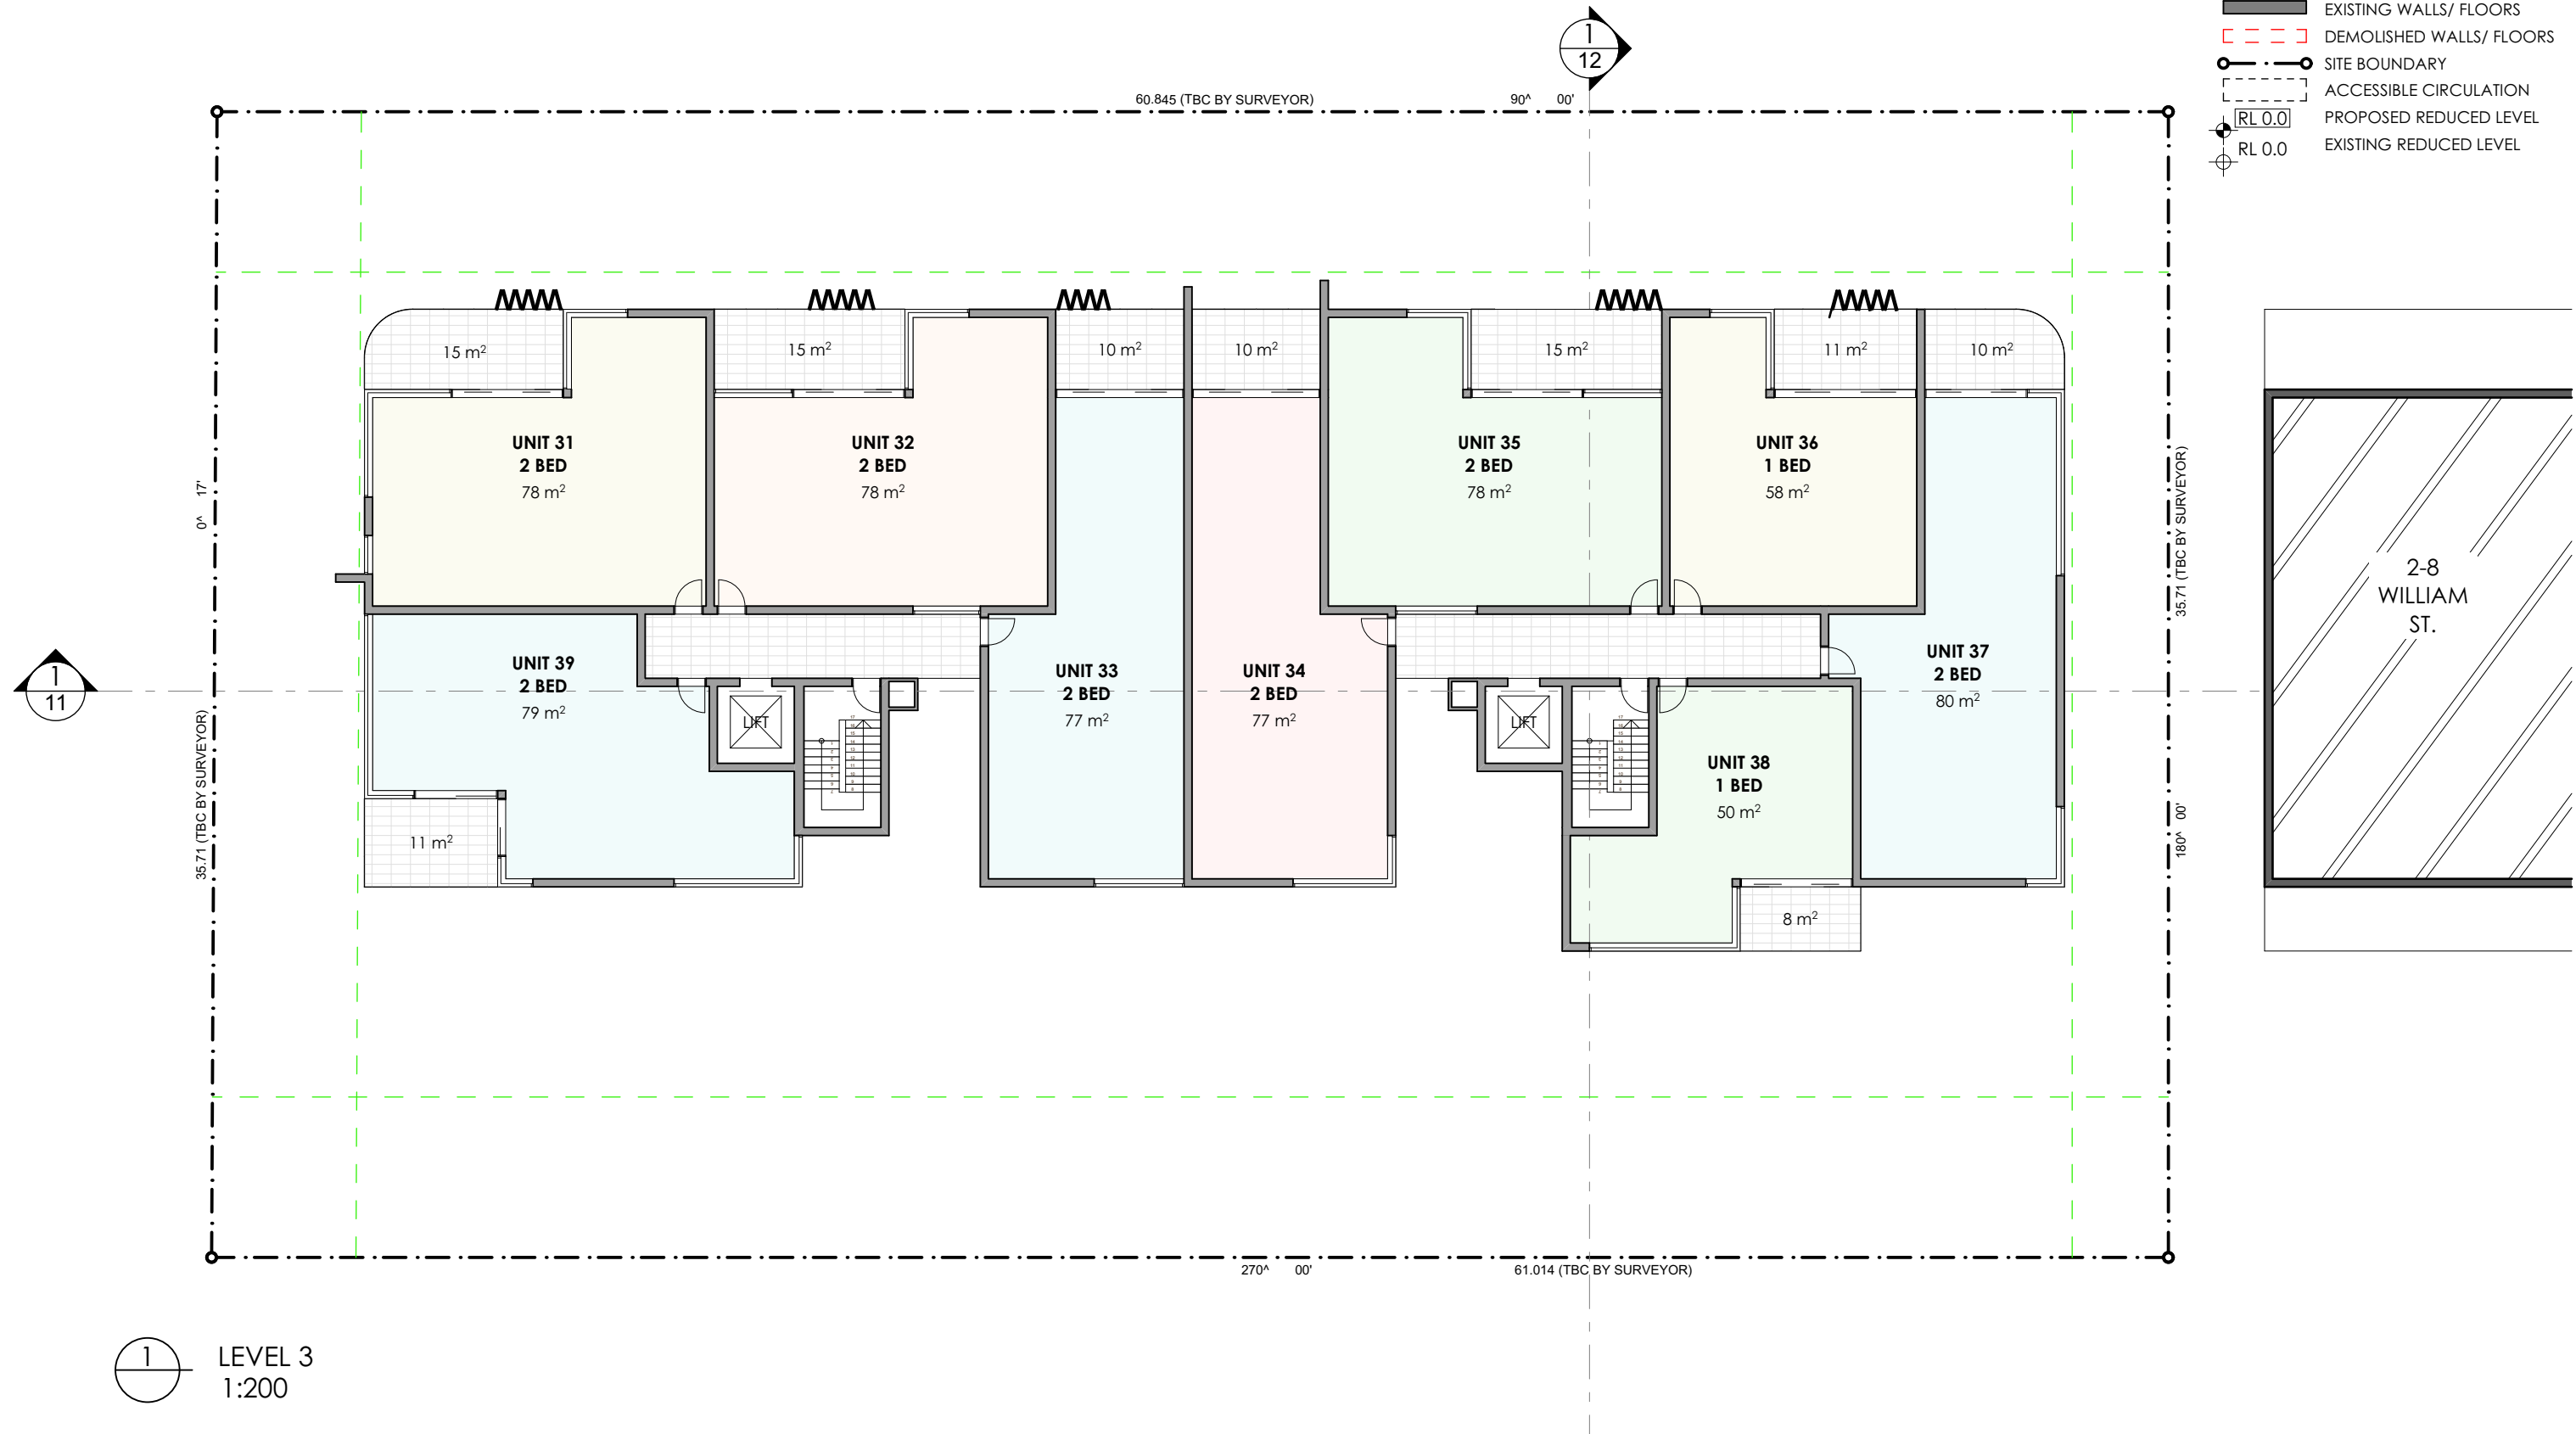 EXISTING WALLS/ FLOORS
DEMOLISHED WALLS/ FLOORS
SITE BOUNDARY
ACCESSIBLE CIRCULATION
RL 0.0 PROPOSED REDUCED LEVEL
RL 0.0 EXISTING REDUCED LEVEL
1
12
60.845 (TBC BY SURVEYOR) 90^ 00'
15 m²
15 m²
10 m²
10 m²
15 m²
11 m²
10 m²
UNIT 31
2 BED
78 m²
UNIT 32
2 BED
78 m²
UNIT 35
2 BED
78 m²
UNIT 36
1 BED
58 m²
0^ 17'
35.71 (TBC BY SURVEYOR)
35.71 (TBC BY SURVEYOR)
180^ 00'
2-8
WILLIAM
ST.
1
11
UNIT 39
2 BED
79 m²
LIFT
UNIT 33
2 BED
77 m²
UNIT 34
2 BED
77 m²
LIFT
UNIT 38
1 BED
50 m²
UNIT 37
2 BED
80 m²
11 m²
8 m²
270^ 00' 61.014 (TBC BY SURVEYOR)
1
LEVEL 3
1:200